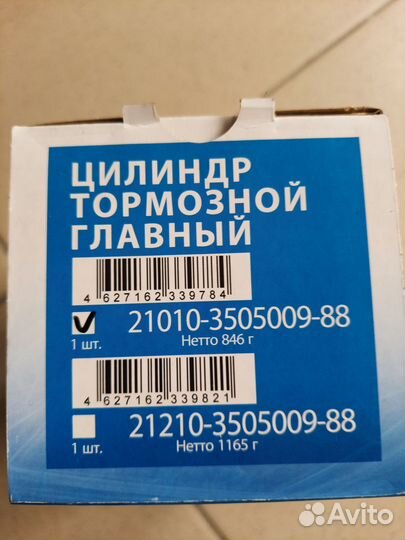 ЦИЛИНДР
ТОРМОЗНОЙ
ГЛАВНЫЙ
4 627162 339784
21010-3505009-88
1 шт. Нетто 846 г
4 627162 339821
21210-3505009-88
1 шт. Нетто 1165 г
Avito